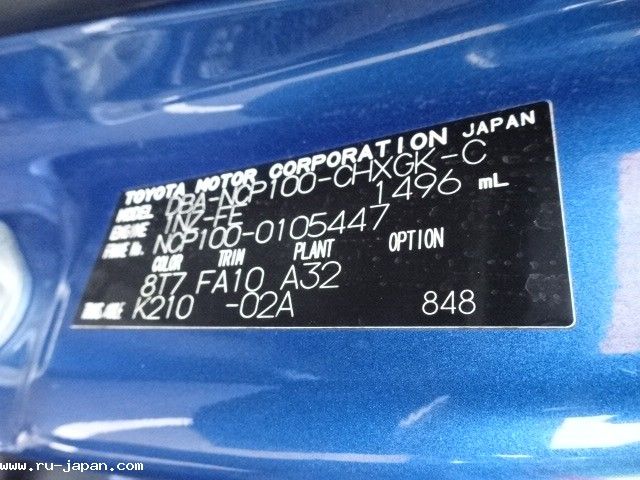 TOYOTA MOTOR CORPORATION JAPAN
MODEL DBA-NCP100-CHXGK-C
ENGINE 1NZ-FE 1496 mL
FRAME No. NCP100-0105447
COLOR TRIM PLANT OPTION
8T7 FA10 A32
TRANS./AXLE K210 -02A 848
www.ru-japan.com